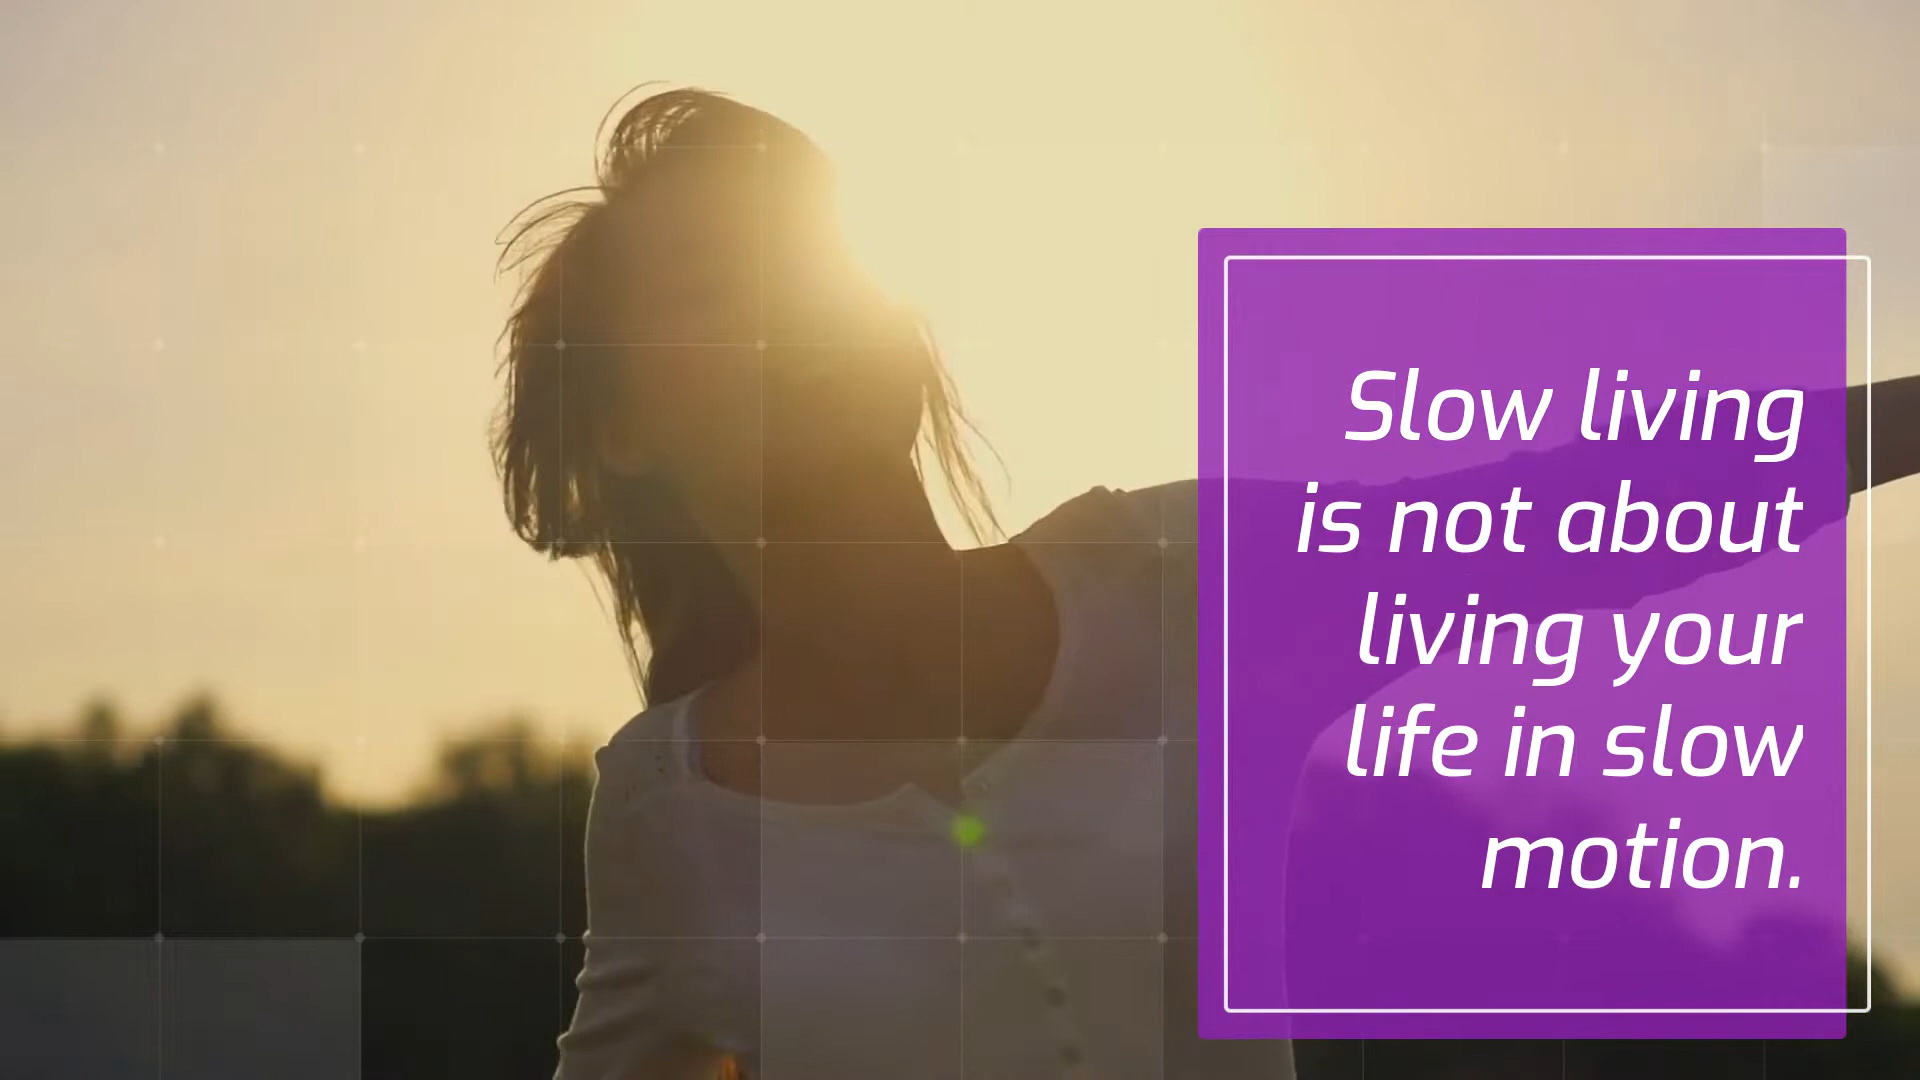 Slow living
is not about
living your
life in slow
motion.